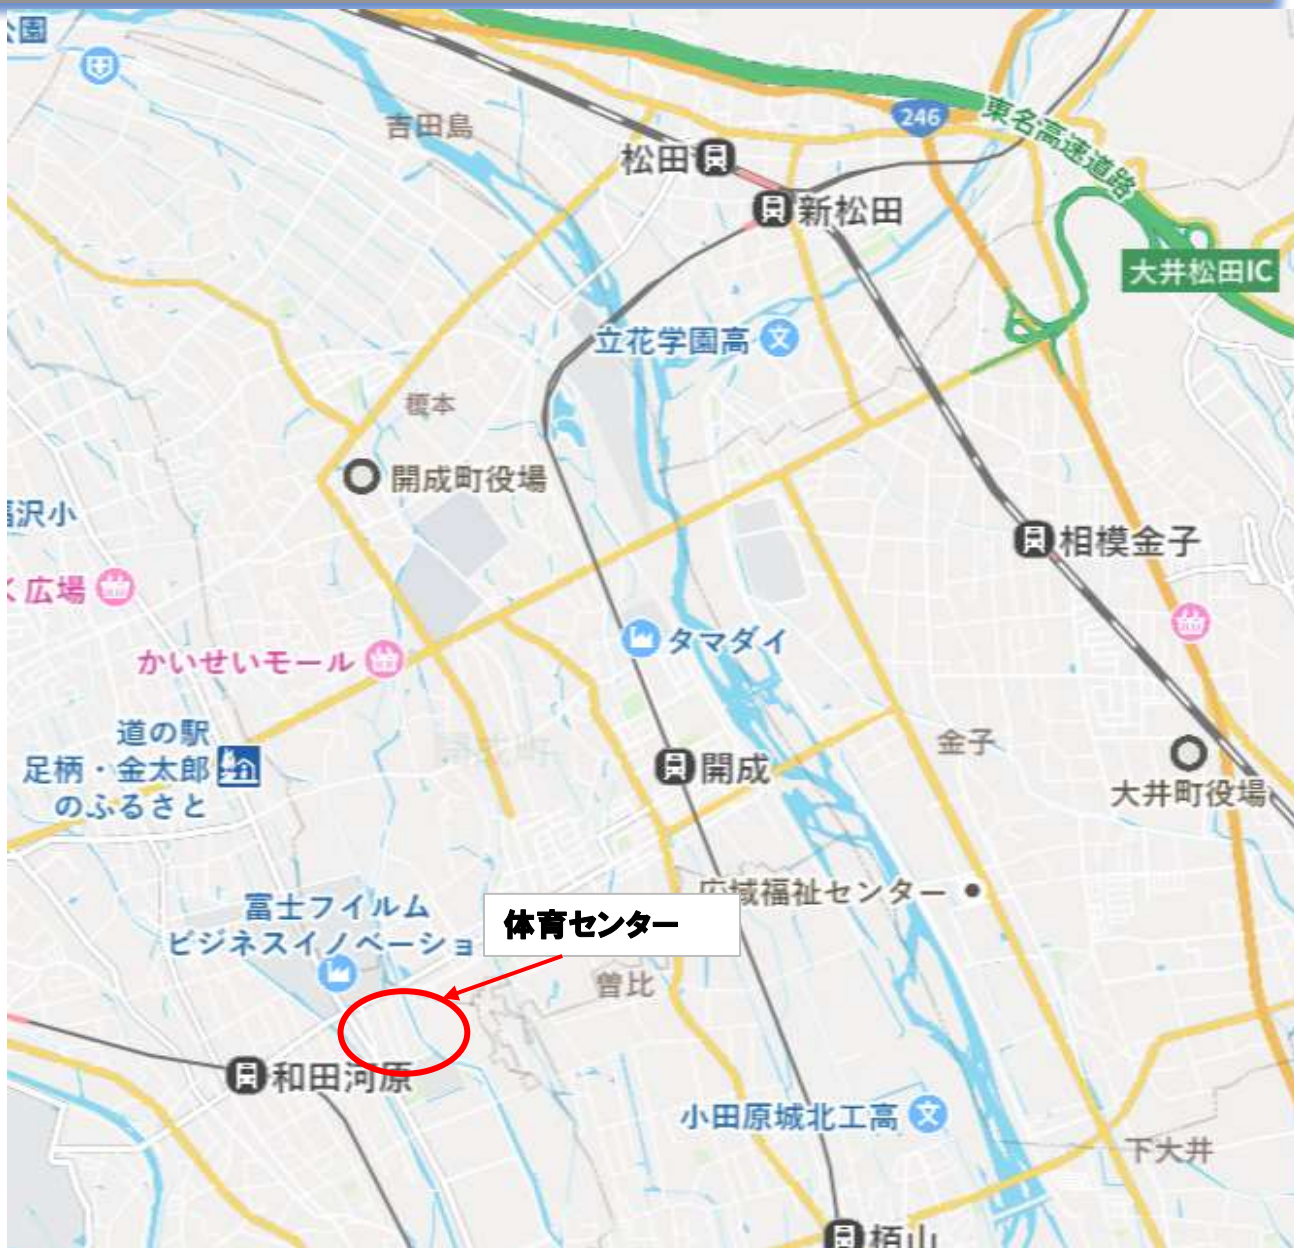 園
吉田島
246
東名高速道路
松田
新松田
大井松田IC
立花学園高
榎本
開成町役場
沢小
相模金子
く広場
タマダイ
かいせいモール
道の駅
足柄・金太郎
のふるさと
開成町
開成
金子
大井町役場
広域福祉センター
富士フイルム
ビジネスイノベーショ
体育センター
曽比
和田河原
小田原城北工高
下大井
栢山